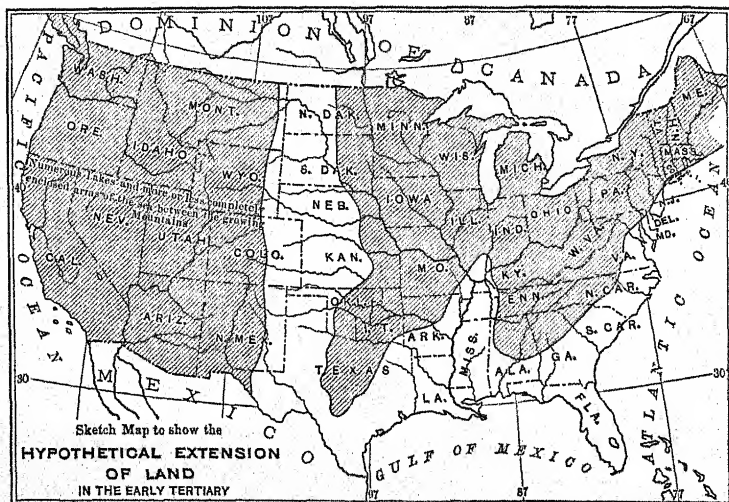 107 97 87 77 67
DOMINION OF CANADA
PACIFIC OCEAN
WASH.
MONT.
N. DAK.
MINN.
ME.
ORE.
IDAHO
WIS.
MICH.
N.Y.
V.T.
N.H.
MASS.
Numerous lakes and more or less completely
enclosed arms of the sea between the growing
Mountains.
WYO.
S. DAK.
40
40
NEB.
IOWA
PA.
N.J.
NEV.
UTAH
COLO.
KAN.
ILL.
IND.
OHIO
W.VA.
DEL.
MD.
CAL.
MO.
KY.
VA.
ARIZ.
N. MEX.
OKL.
I.T.
ARK.
TENN.
N. CAR.
S. CAR.
30
MEXICO
TEXAS
LA.
MISS.
ALA.
GA.
FLA.
30
ATLANTIC OCEAN
GULF OF MEXICO
Sketch Map to show the
HYPOTHETICAL EXTENSION
OF LAND
IN THE EARLY TERTIARY
97 87 77